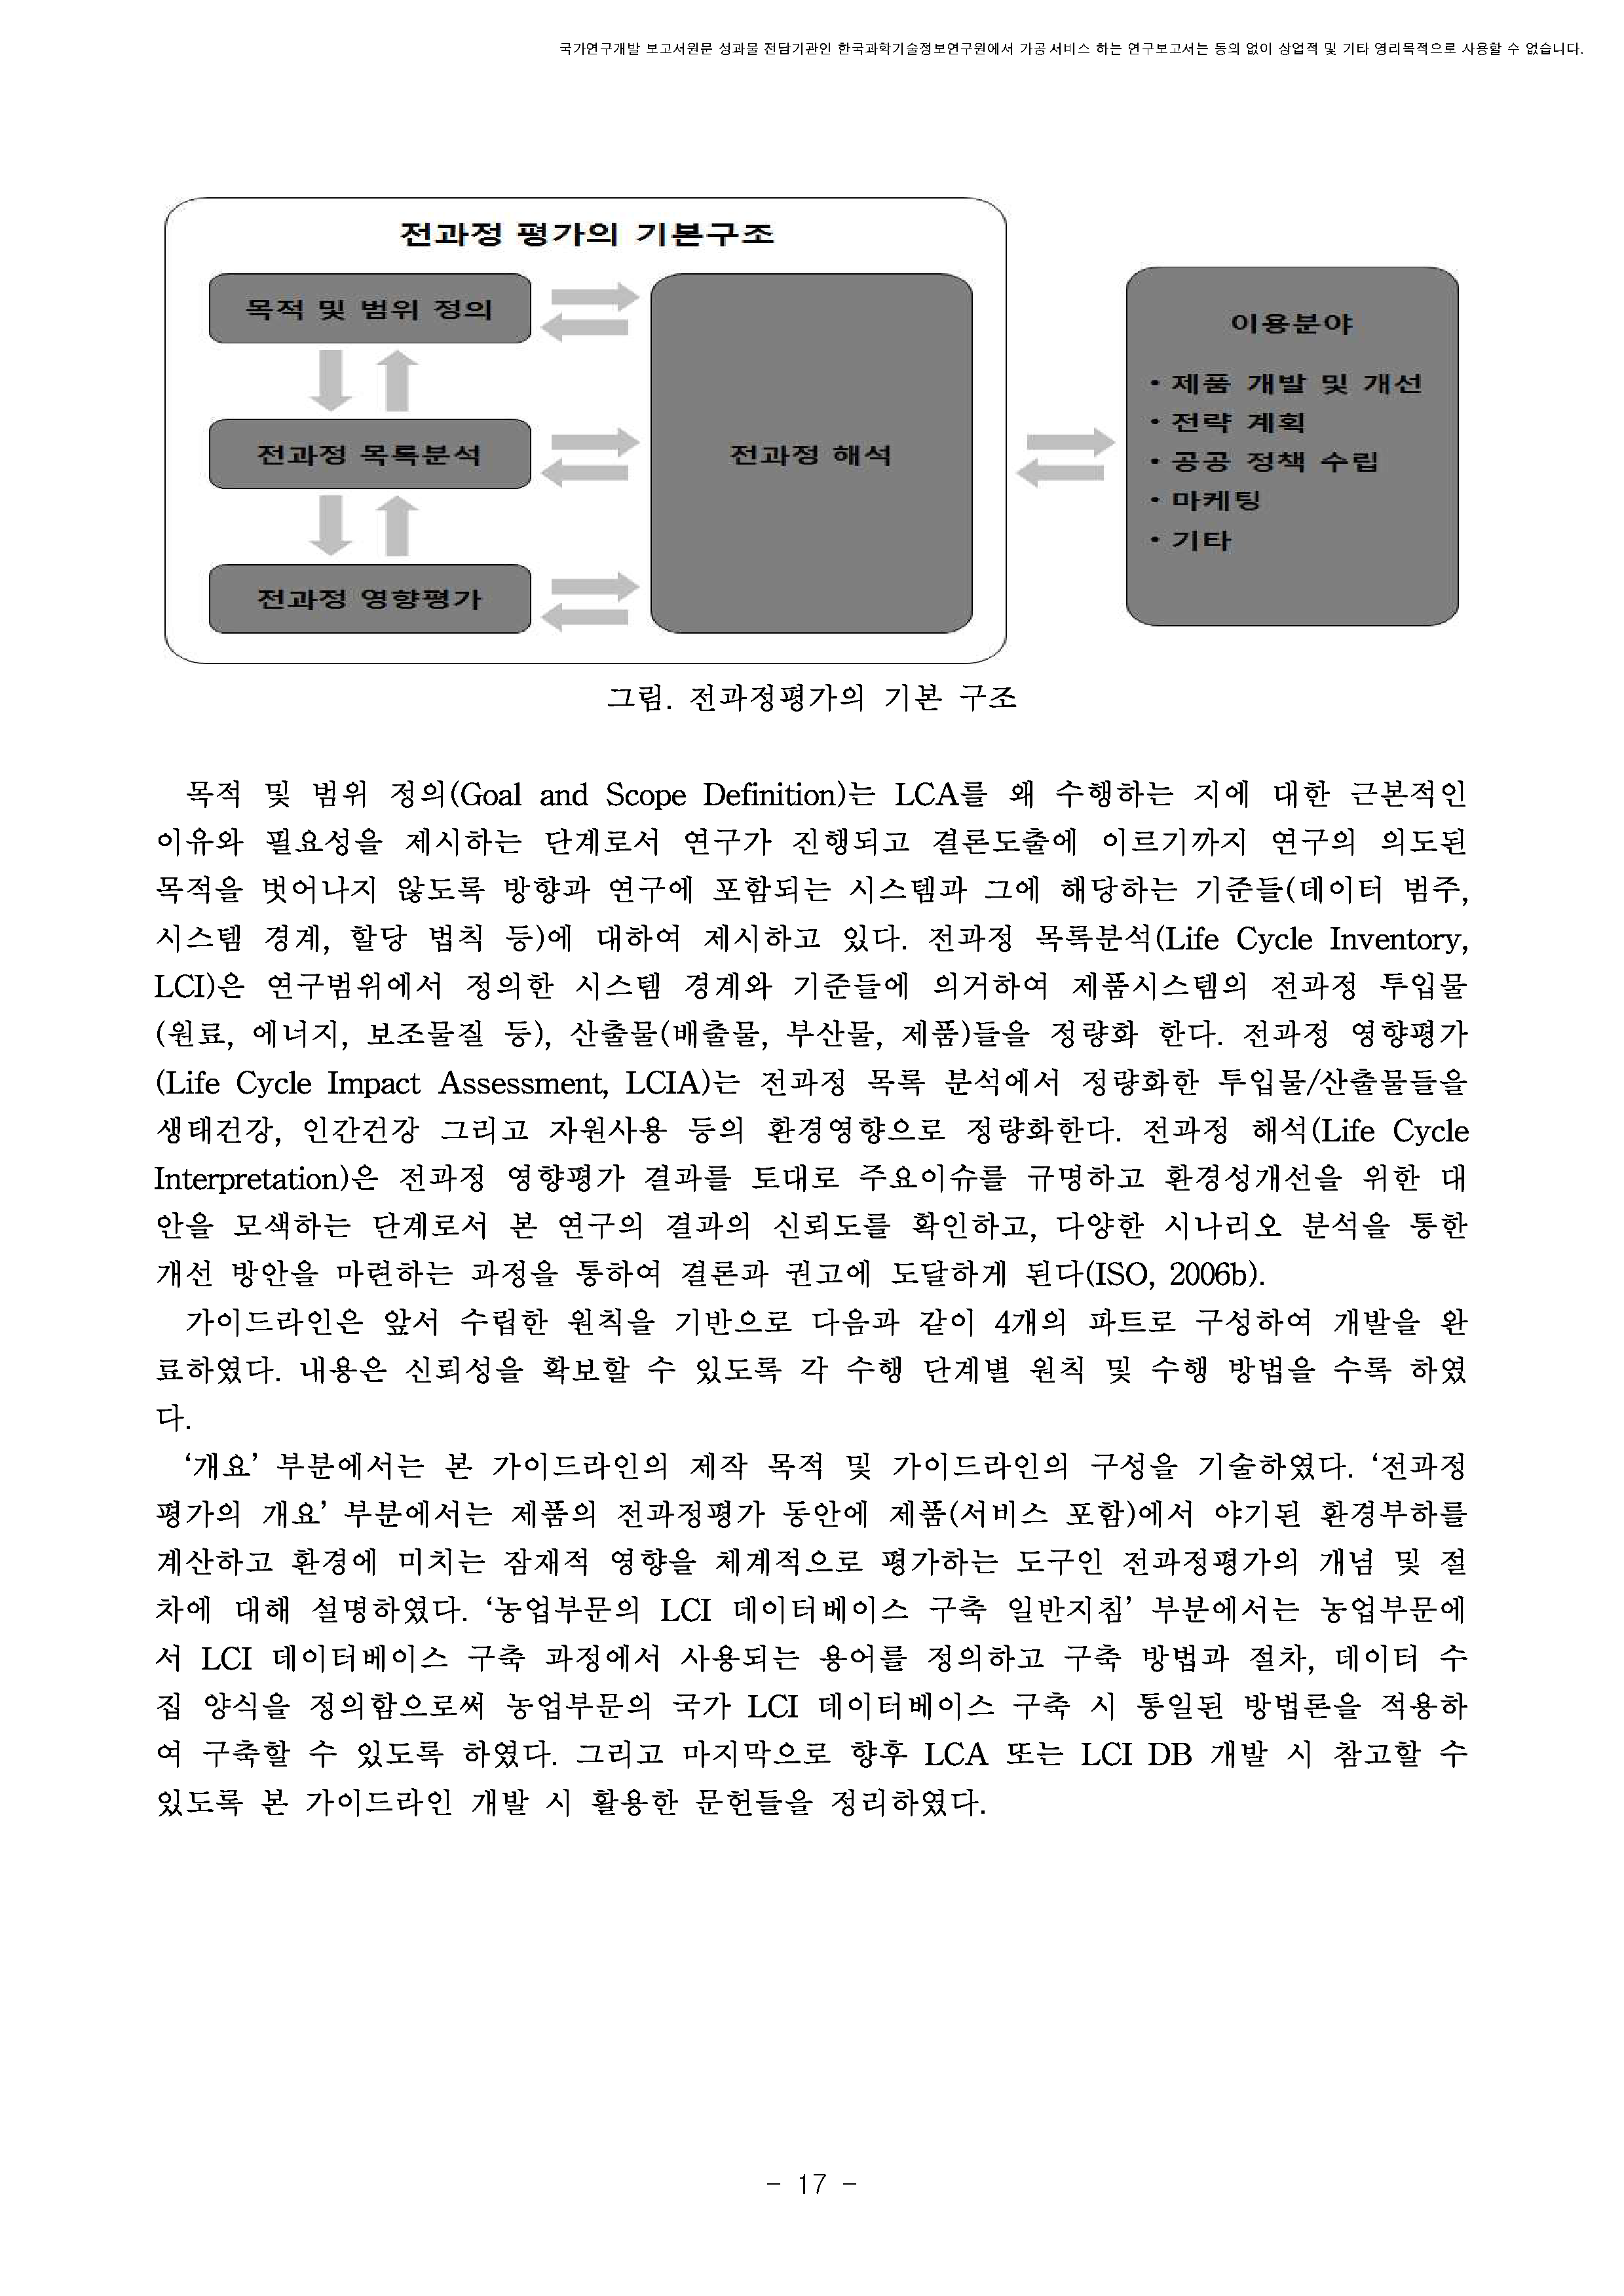 국가연구개발 보고서원문 성과물 전담기관인 한국과학기술정보연구원에서 가공·서비스 하는 연구보고서는 동의 없이 상업적 및 기타 영리목적으로 사용할 수 없습니다.
전과정 평가의 기본구조
목적 및 범위 정의
전과정 목록분석
전과정 영향평가
전과정 해석
이용분야
• 제품 개발 및 개선
• 전략 계획
• 공공 정책 수립
• 마케팅
• 기타
그림. 전과정평가의 기본 구조
목적 및 범위 정의(Goal and Scope Definition)는 LCA를 왜 수행하는 지에 대한 근본적인
이유와 필요성을 제시하는 단계로서 연구가 진행되고 결론도출에 이르기까지 연구의 의도된
목적을 벗어나지 않도록 방향과 연구에 포함되는 시스템과 그에 해당하는 기준들(데이터 범주,
시스템 경계, 할당 법칙 등)에 대하여 제시하고 있다. 전과정 목록분석(Life Cycle Inventory,
LCI)은 연구범위에서 정의한 시스템 경계와 기준들에 의거하여 제품시스템의 전과정 투입물
(원료, 에너지, 보조물질 등), 산출물(배출물, 부산물, 제품)들을 정량화 한다. 전과정 영향평가
(Life Cycle Impact Assessment, LCIA)는 전과정 목록 분석에서 정량화한 투입물/산출물들을
생태건강, 인간건강 그리고 자원사용 등의 환경영향으로 정량화한다. 전과정 해석(Life Cycle
Interpretation)은 전과정 영향평가 결과를 토대로 주요이슈를 규명하고 환경성개선을 위한 대
안을 모색하는 단계로서 본 연구의 결과의 신뢰도를 확인하고, 다양한 시나리오 분석을 통한
개선 방안을 마련하는 과정을 통하여 결론과 권고에 도달하게 된다(ISO, 2006b).
가이드라인은 앞서 수립한 원칙을 기반으로 다음과 같이 4개의 파트로 구성하여 개발을 완
료하였다. 내용은 신뢰성을 확보할 수 있도록 각 수행 단계별 원칙 및 수행 방법을 수록 하였
다.
‘개요’ 부분에서는 본 가이드라인의 제작 목적 및 가이드라인의 구성을 기술하였다. ‘전과정
평가의 개요’ 부분에서는 제품의 전과정평가 동안에 제품(서비스 포함)에서 야기된 환경부하를
계산하고 환경에 미치는 잠재적 영향을 체계적으로 평가하는 도구인 전과정평가의 개념 및 절
차에 대해 설명하였다. ‘농업부문의 LCI 데이터베이스 구축 일반지침’ 부분에서는 농업부문에
서 LCI 데이터베이스 구축 과정에서 사용되는 용어를 정의하고 구축 방법과 절차, 데이터 수
집 양식을 정의함으로써 농업부문의 국가 LCI 데이터베이스 구축 시 통일된 방법론을 적용하
여 구축할 수 있도록 하였다. 그리고 마지막으로 향후 LCA 또는 LCI DB 개발 시 참고할 수
있도록 본 가이드라인 개발 시 활용한 문헌들을 정리하였다.
- 17 -